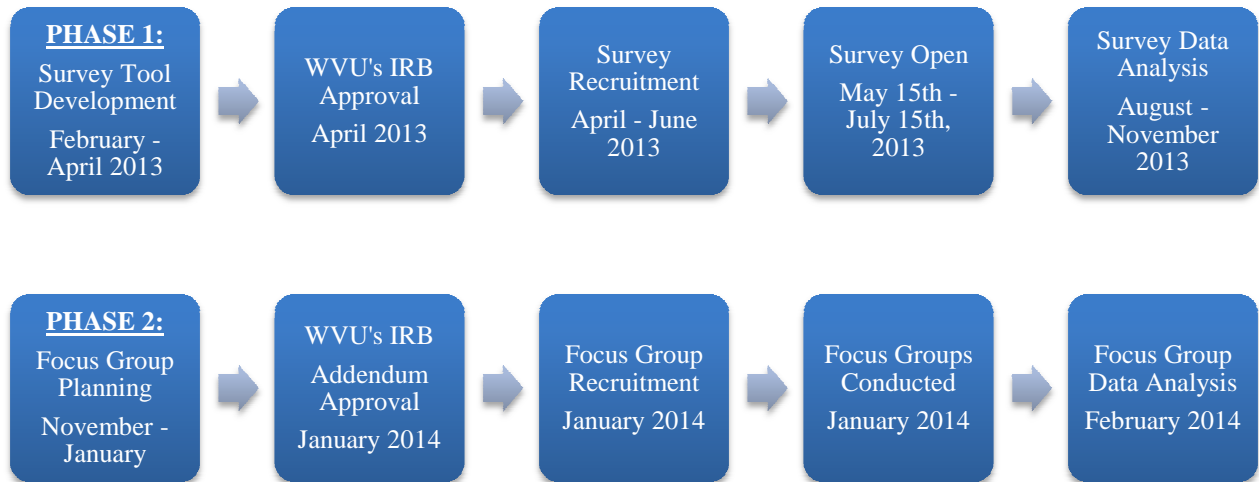 PHASE 1:
Survey Tool
Development
February -
April 2013
WVU's IRB
Approval
April 2013
Survey
Recruitment
April - June
2013
Survey Open
May 15th -
July 15th,
2013
Survey Data
Analysis
August -
November
2013
PHASE 2:
Focus Group
Planning
November -
January
WVU's IRB
Addendum
Approval
January 2014
Focus Group
Recruitment
January 2014
Focus Groups
Conducted
January 2014
Focus Group
Data Analysis
February 2014